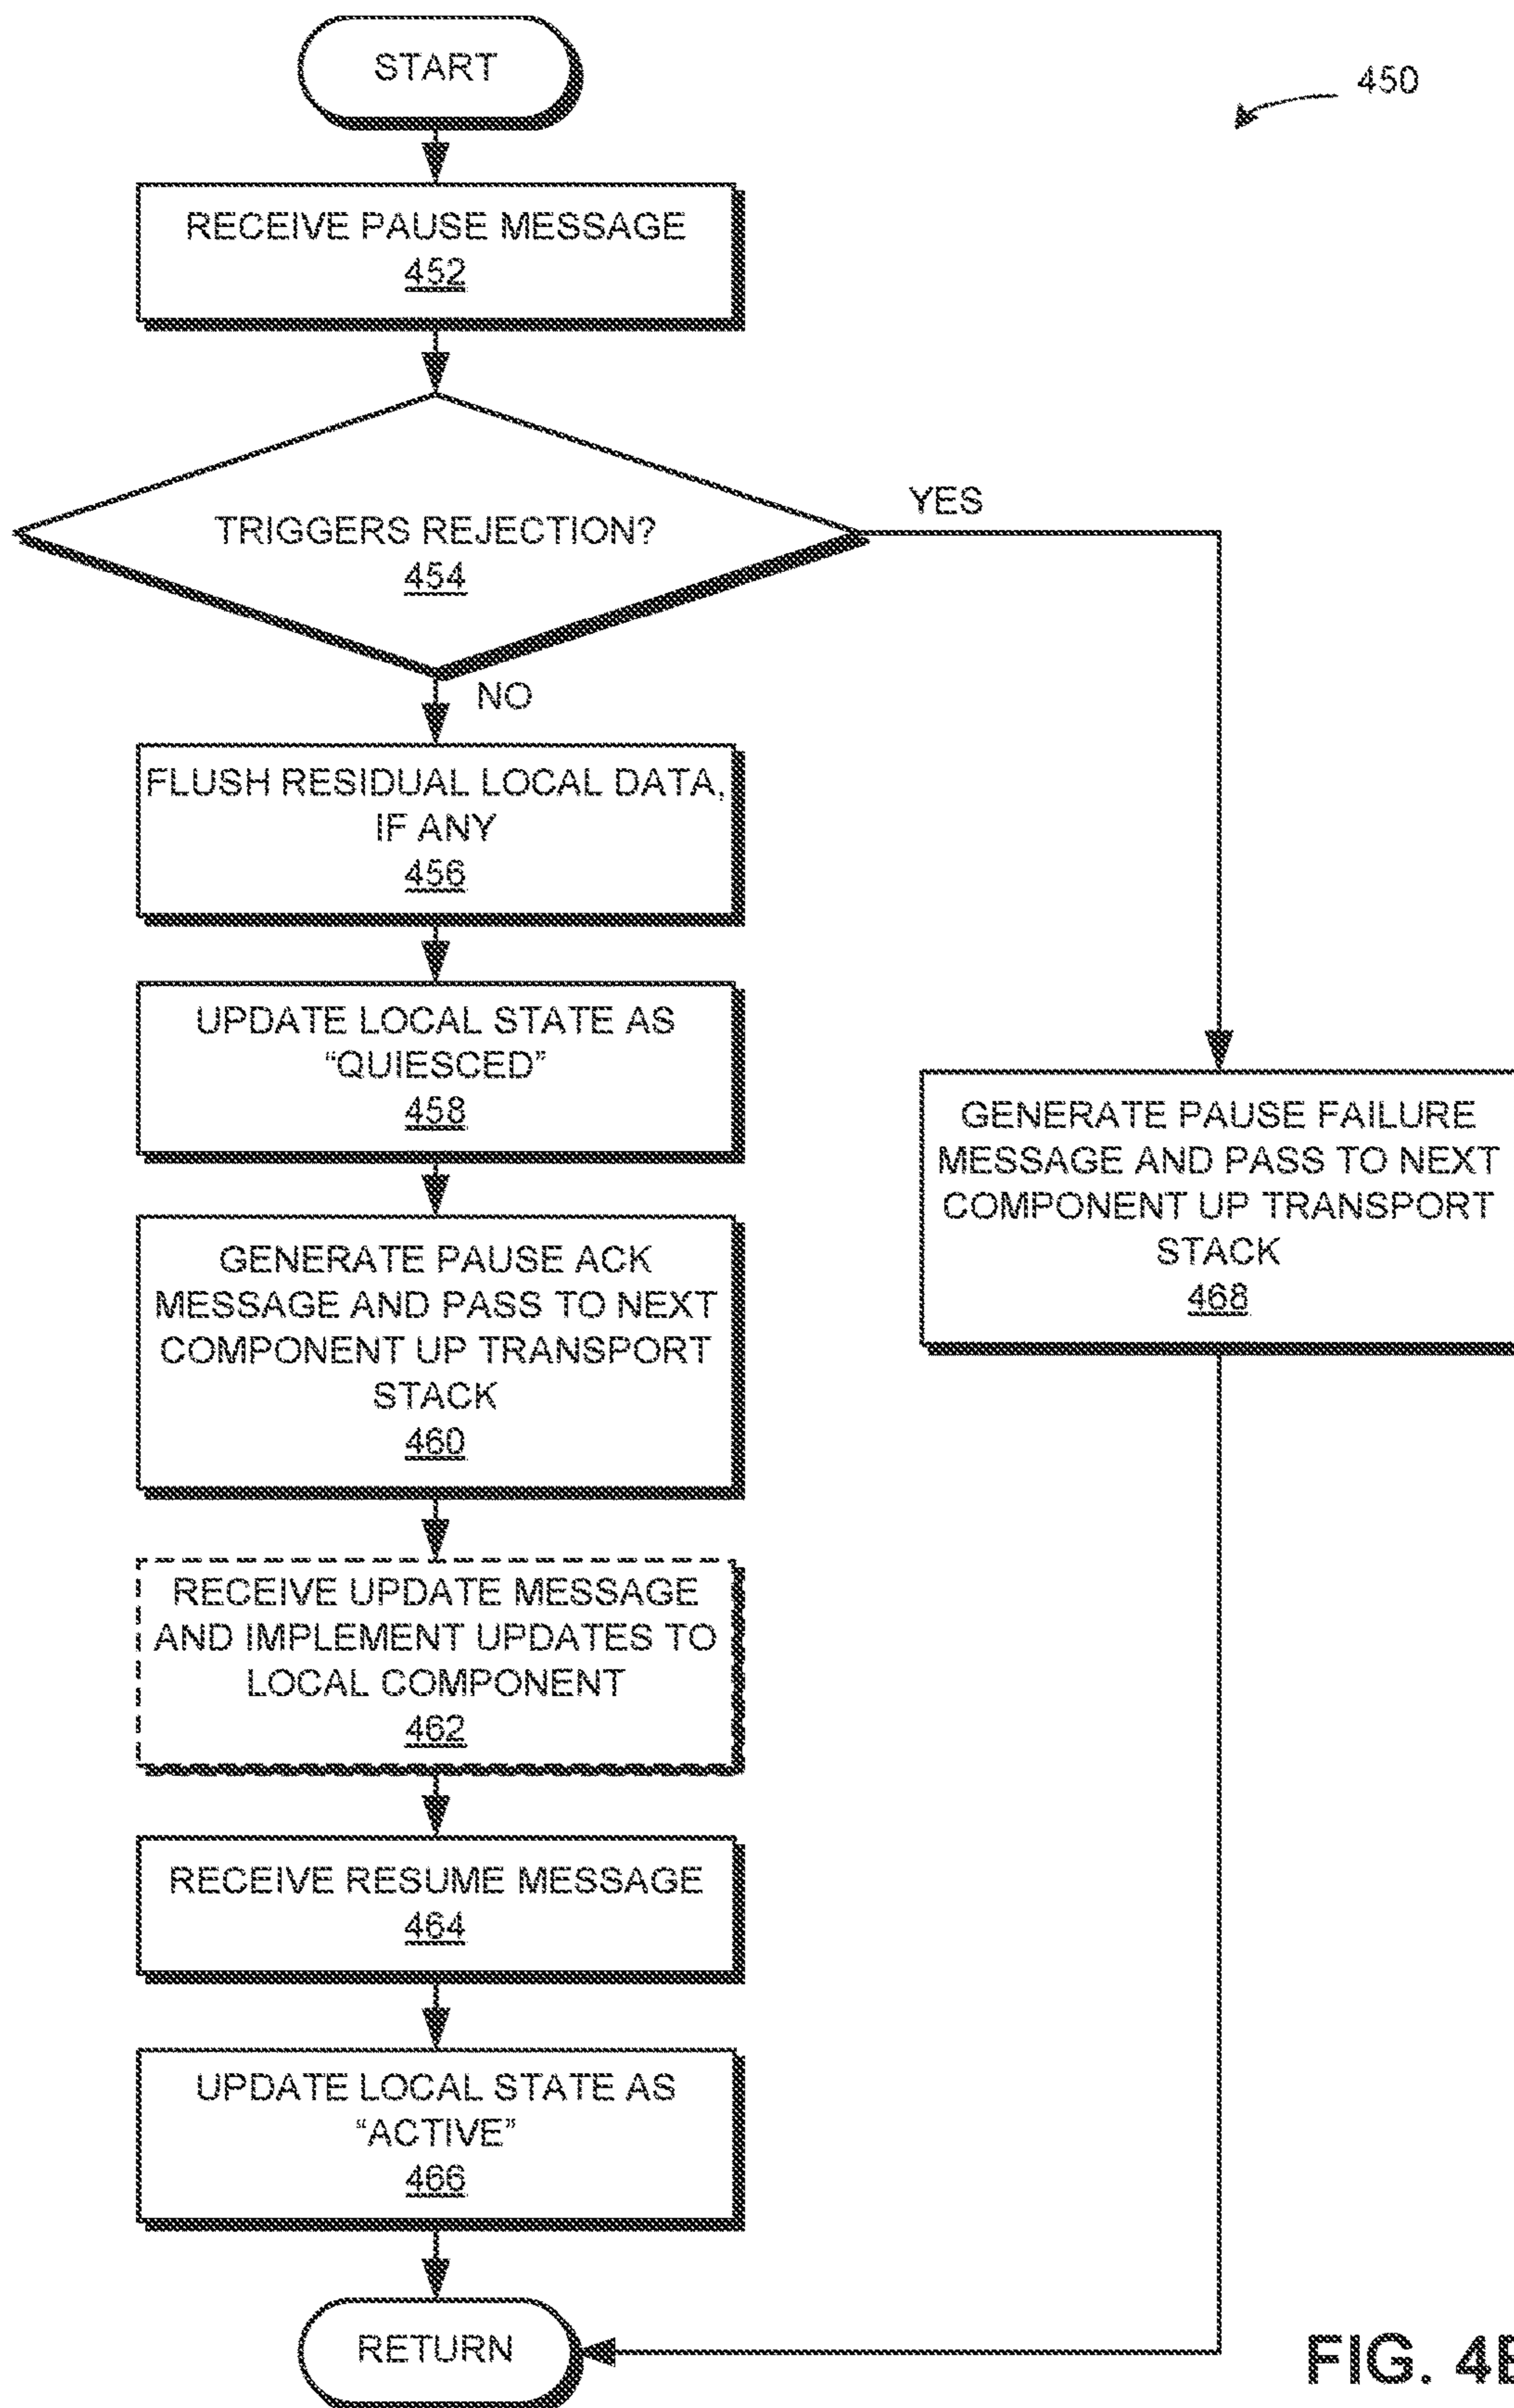 START
450
RECEIVE PAUSE MESSAGE
452
TRIGGERS REJECTION?
454
YES
NO
FLUSH RESIDUAL LOCAL DATA,
IF ANY
456
UPDATE LOCAL STATE AS
“QUIESCED”
458
GENERATE PAUSE ACK
MESSAGE AND PASS TO NEXT
COMPONENT UP TRANSPORT
STACK
460
GENERATE PAUSE FAILURE
MESSAGE AND PASS TO NEXT
COMPONENT UP TRANSPORT
STACK
468
RECEIVE UPDATE MESSAGE
AND IMPLEMENT UPDATES TO
LOCAL COMPONENT
462
RECEIVE RESUME MESSAGE
464
UPDATE LOCAL STATE AS
“ACTIVE”
466
RETURN
FIG.